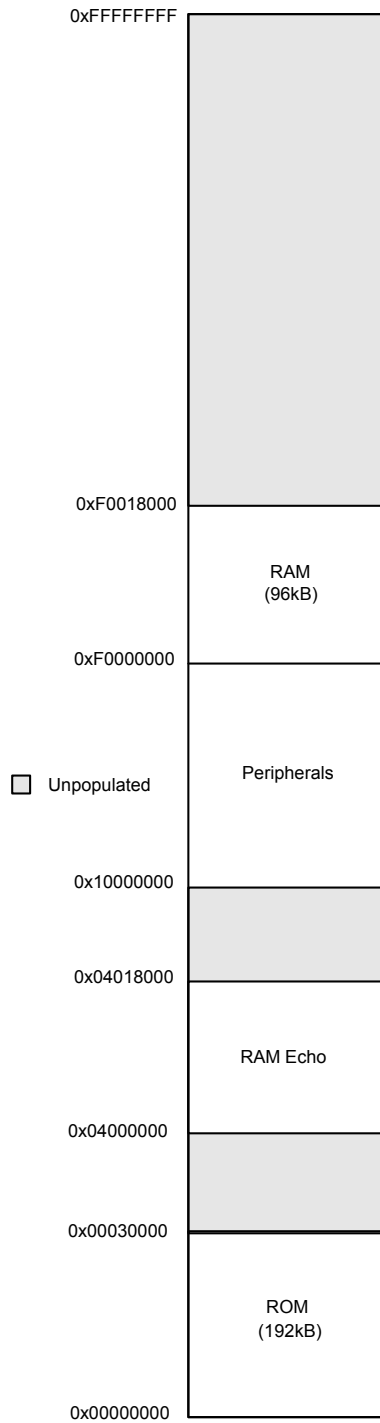 0xFFFFFFFF
0xF0018000
RAM
(96kB)
0xF0000000
Peripherals
Unpopulated
0x10000000
0x04018000
RAM Echo
0x04000000
0x00030000
ROM
(192kB)
0x00000000